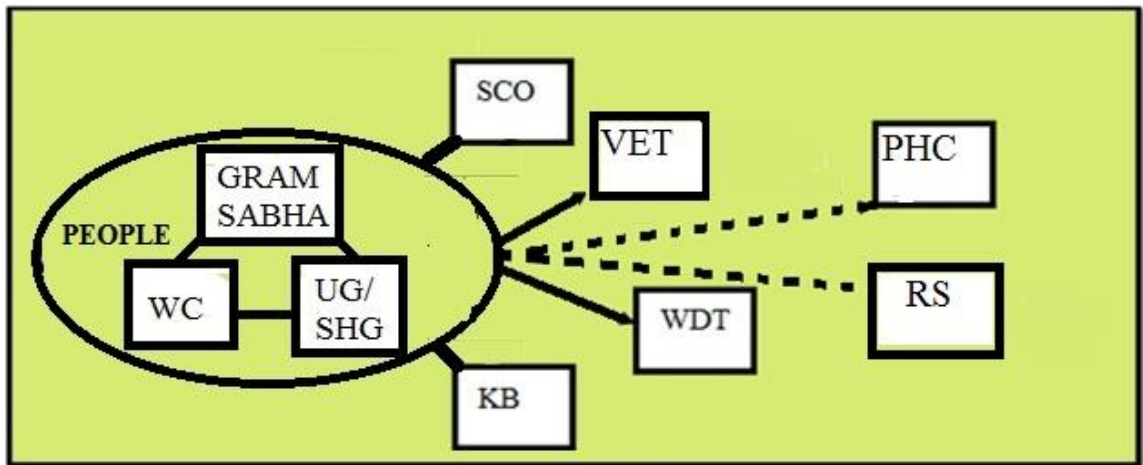 SCO
VET
PHC
GRAM
SABHA
PEOPLE
WC
UG/
SHG
WDT
RS
KB